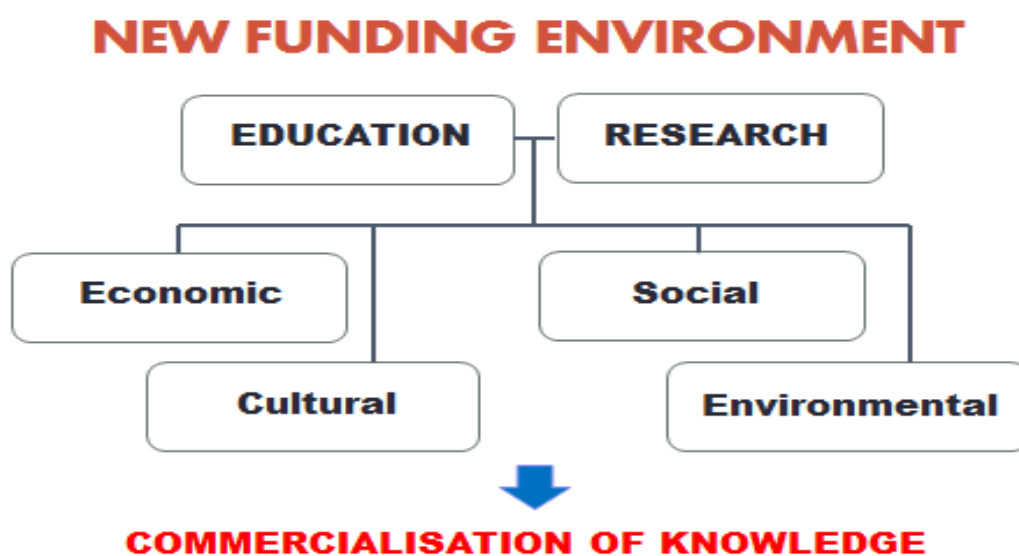 NEW FUNDING ENVIRONMENT
EDUCATION
RESEARCH
Economic
Social
Cultural
Environmental
COMMERCIALISATION OF KNOWLEDGE